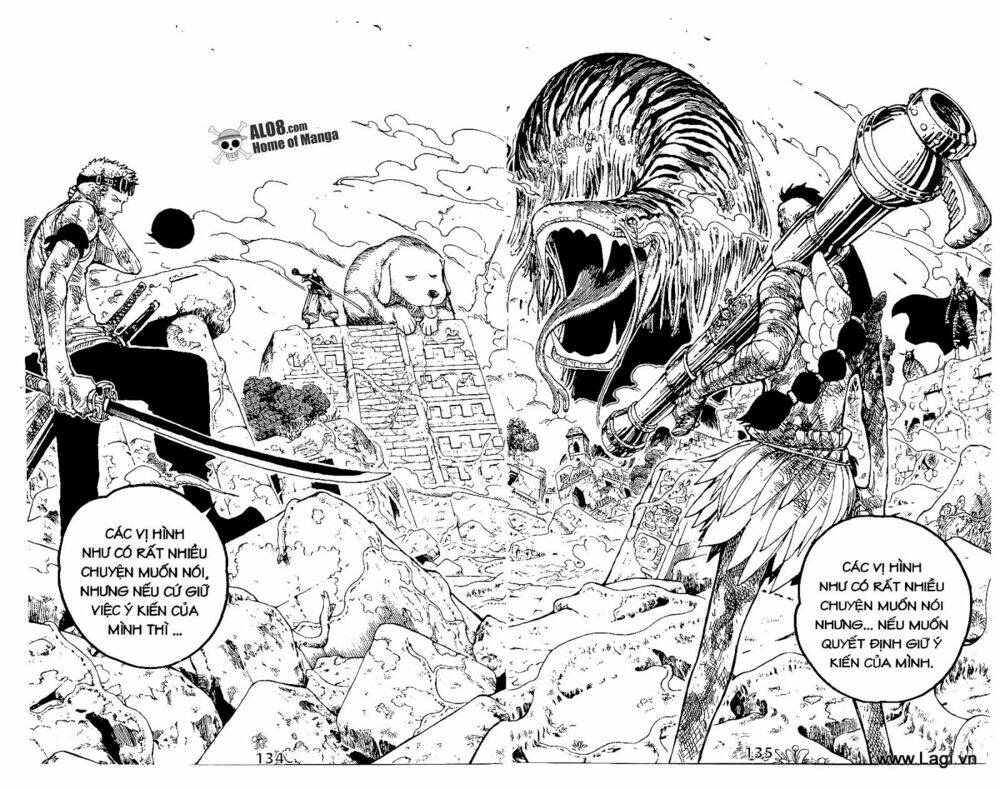 ALO8.com
Home of Manga
CÁC VỊ HÌNH
NHƯ CÓ RẤT NHIỀU
CHUYỆN MUỐN NÓI,
NHƯNG NẾU CỨ GIỮ
VIỆC Ý KIẾN CỦA
MÌNH THÌ ...
CÁC VỊ HÌNH
NHƯ CÓ RẤT NHIỀU
CHUYỆN MUỐN NÓI
NHƯNG... NẾU MUỐN
QUYẾT ĐỊNH GIỮ Ý
KIẾN CỦA MÌNH.
134
135
www.Lagi.vn